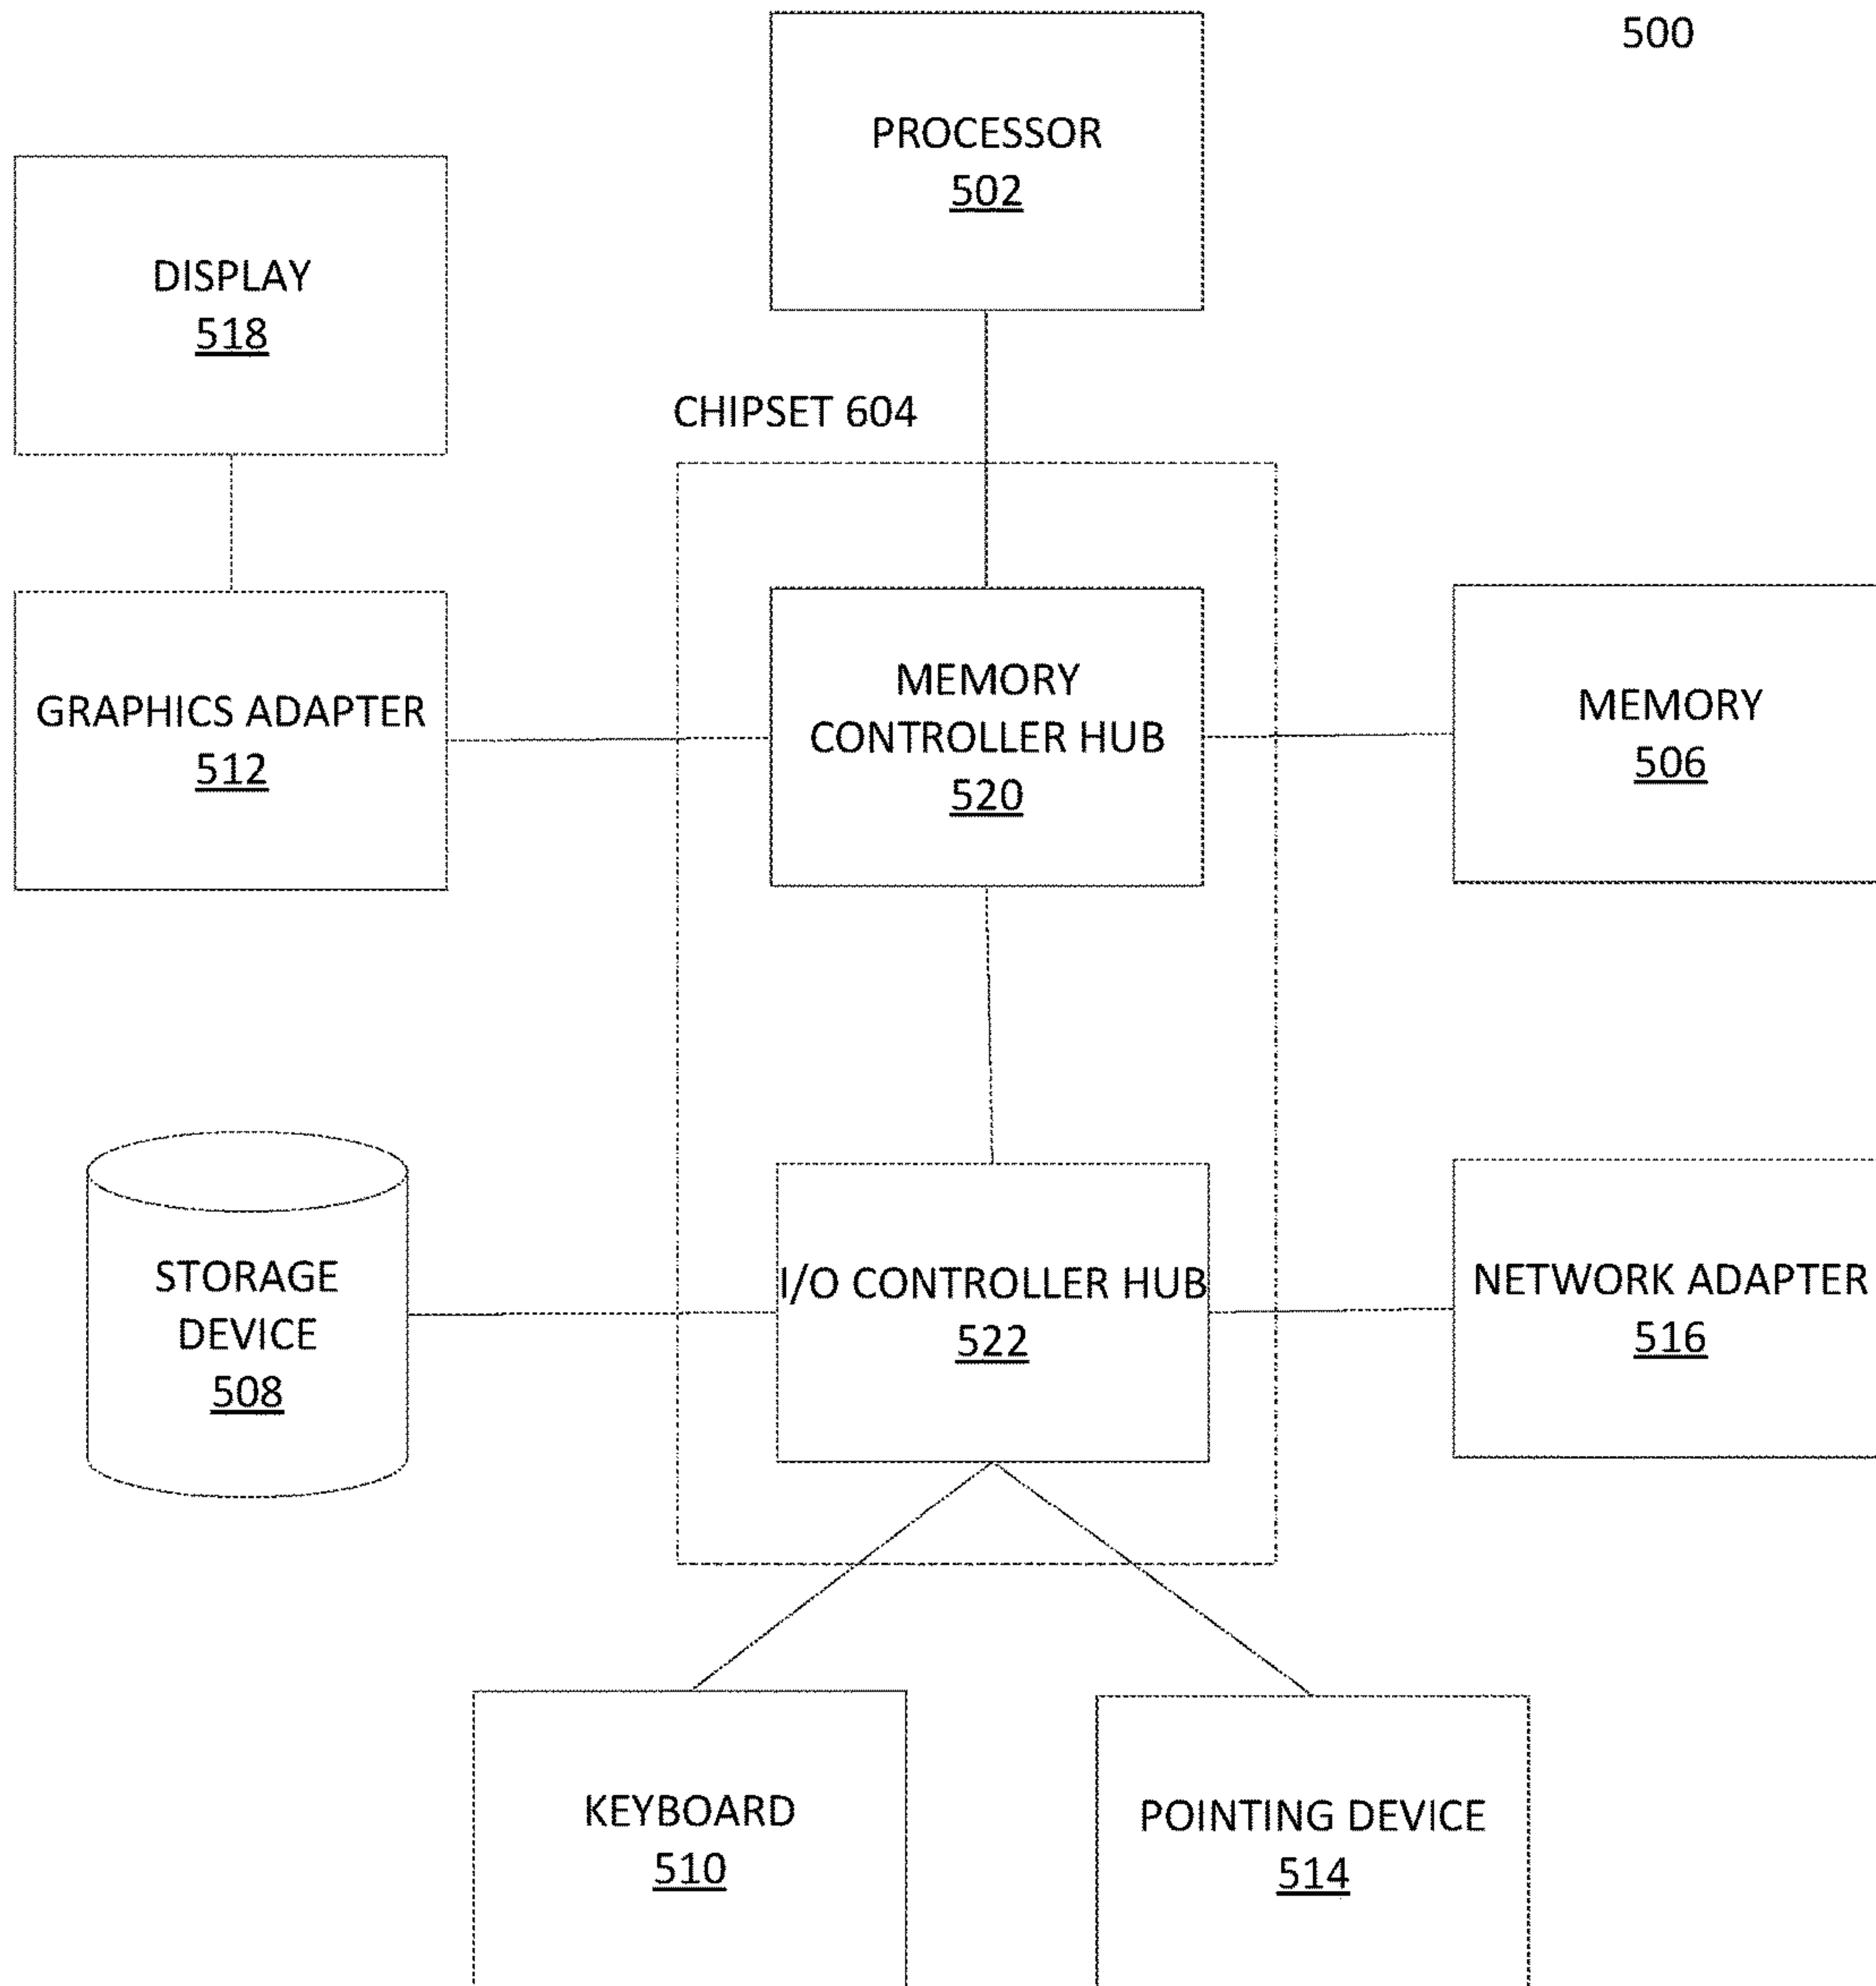 500
PROCESSOR
502
DISPLAY
518
CHIPSET 604
GRAPHICS ADAPTER
512
MEMORY
CONTROLLER HUB
520
MEMORY
506
STORAGE
DEVICE
508
I/O CONTROLLER HUB
522
NETWORK ADAPTER
516
KEYBOARD
510
POINTING DEVICE
514